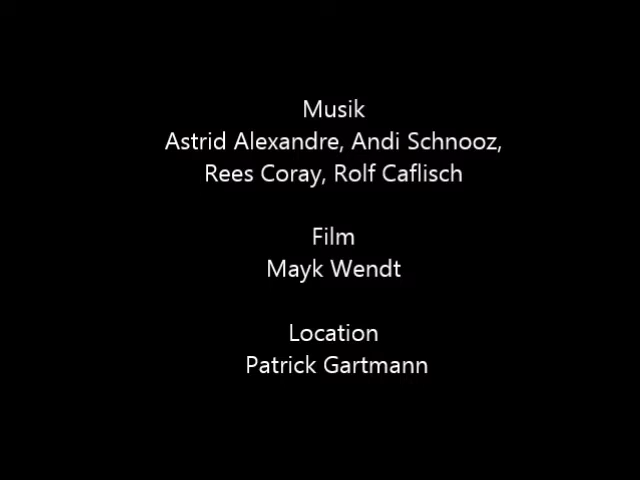 Musik
Astrid Alexandre, Andi Schnooz,
Rees Coray, Rolf Caflisch
Film
Mayk Wendt
Location
Patrick Gartmann